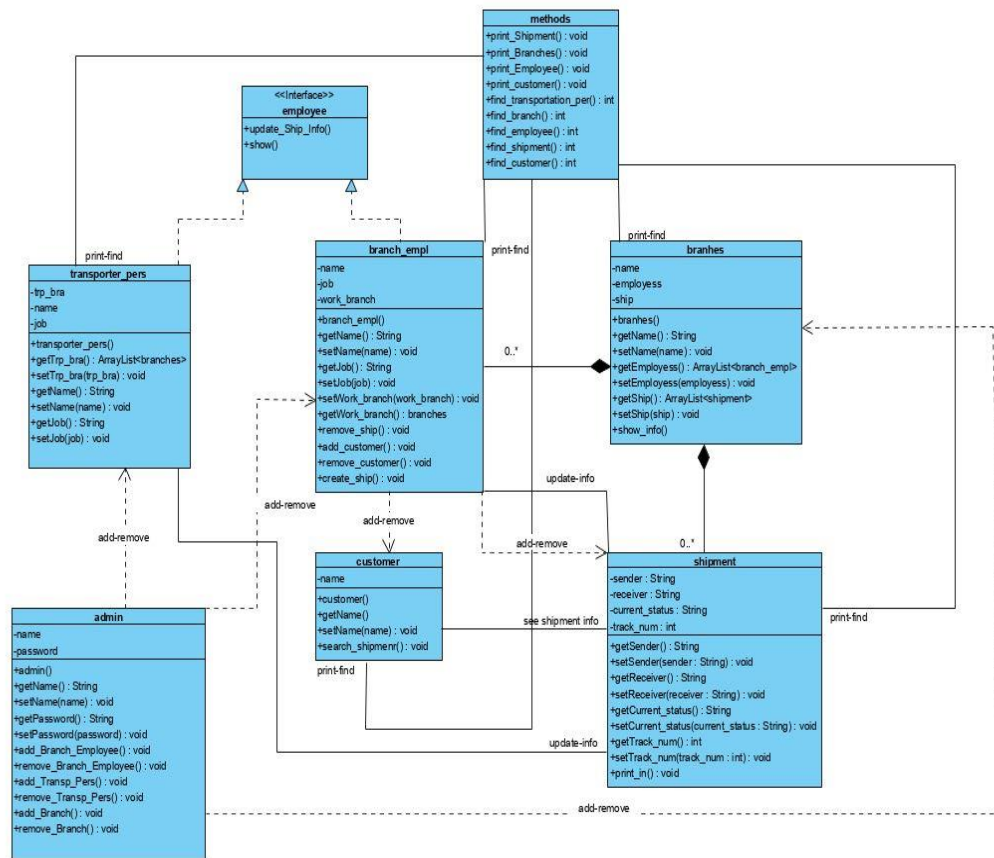 methods
+print_Shipment() : void
+print_Branches() : void
+print_Employee() : void
+print_customer() : void
+find_transportation_per() : int
+find_branch() : int
+find_employee() : int
+find_shipment() : int
+find_customer() : int
<<Interface>>
employee
+update_Ship_Info()
+show()
print-find
print-find
print-find
transporter_pers
-trp_bra
-name
-job
+transporter_pers()
+getTrp_bra() : ArrayList<branches>
+setTrp_bra(trp_bra) : void
+getName() : String
+setName(name) : void
+getJob() : String
+setJob(job) : void
branch_empl
-name
-job
-work_branch
+branch_empl()
+getName() : String
+setName(name) : void
+getJob() : String
+setJob(job) : void
+setWork_branch(work_branch) : void
+getWork_branch() : branches
+remove_ship() : void
+add_customer() : void
+remove_customer() : void
+create_ship() : void
0..*
branhes
-name
-employess
-ship
+branhes()
+getName() : String
+setName(name) : void
+getEmployess() : ArrayList<branch_empl>
+setEmployess(employess) : void
+getShip() : ArrayList<shipment>
+setShip(ship) : void
+show_info()
update-info
add-remove
add-remove
add-remove
add-remove
0..*
customer
-name
+customer()
+getName()
+setName(name) : void
+search_shipmenr() : void
print-find
see shipment info
shipment
-sender : String
-receiver : String
-current_status : String
-track_num : int
+getSender() : String
+setSender(sender : String) : void
+getReceiver() : String
+setReceiver(receiver : String) : void
+getCurrent_status() : String
+setCurrent_status(current_status : String) : void
+getTrack_num() : int
+setTrack_num(track_num : int) : void
+print_in() : void
print-find
admin
-name
-password
+admin()
+getName() : String
+setName(name) : void
+getPassword() : String
+setPassword(password) : void
+add_Branch_Employee() : void
+remove_Branch_Employee() : void
+add_Transp_Pers() : void
+remove_Transp_Pers() : void
+add_Branch() : void
+remove_Branch() : void
update-info
add-remove